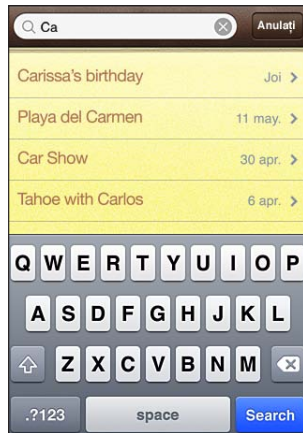 Ca Anulați
Carissa's birthday Joi
Playa del Carmen 11 may.
Car Show 30 apr.
Tahoe with Carlos 6 apr.
Q W E R T Y U I O P
A S D F G H J K L
Z X C V B N M
.?123 space Search